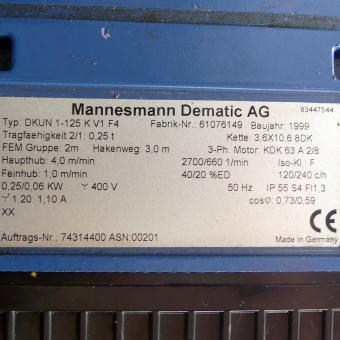 Mannesmann Dematic AG 83447544
Typ: DKUN 1-125 K V1 F4 Fabrik-Nr.: 61076149 Baujahr: 1999
Tragfaehigkeit 2/1: 0,25 t Kette: 3,6X10,6 8DK
FEM Gruppe: 2m Hakenweg: 3,0 m 3-Ph. Motor: KDK 63 A 2/8
Haupthub: 4,0 m/min 2700/660 1/min Iso-Kl.: F
Feinhub: 1,0 m/min 40/20 %ED 120/240 c/h
0,25/0,06 KW Y 400 V 50 Hz IP 55 S4 FI1,3
Y 1.20 1,10 A cosφ: 0,73/0,59
XX
CE
Auftrags-Nr.: 74314400 ASN:00201 Made in Germany